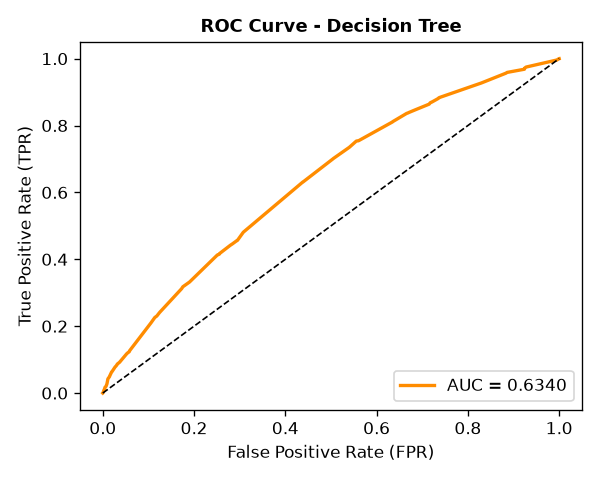 ROC Curve - Decision Tree
True Positive Rate (TPR)
1.0
0.8
0.6
0.4
0.2
0.0
AUC = 0.6340
0.0 0.2 0.4 0.6 0.8 1.0
False Positive Rate (FPR)